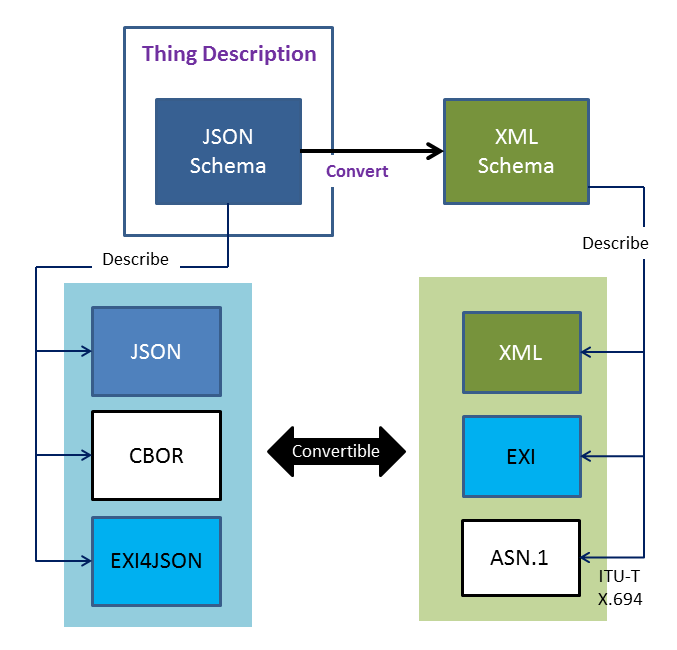 Thing Description
JSON
Schema
Convert
XML
Schema
Describe
Describe
JSON
CBOR
EXI4JSON
Convertible
XML
EXI
ASN.1
ITU-T
X.694